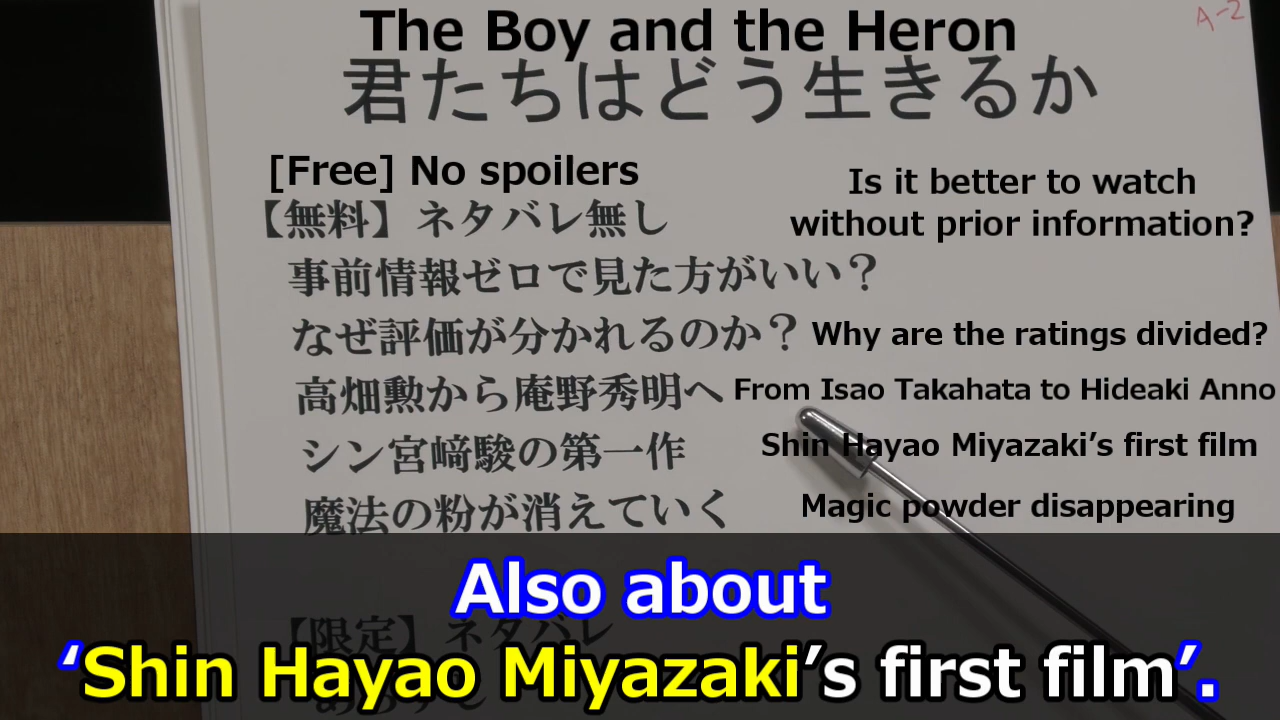 A-2
The Boy and the Heron
君たちはどう生きるか
[Free] No spoilers
【無料】ネタバレ無し
Is it better to watch
without prior information?
事前情報ゼロで見た方がいい?
なぜ評価が分かれるのか?
Why are the ratings divided?
高畑勲から庵野秀明へ
From Isao Takahata to Hideaki Anno
シン宮﨑駿の第一作
Shin Hayao Miyazaki’s first film
魔法の粉が消えていく
Magic powder disappearing
【限定】ネタバレ
Also about
‘Shin Hayao Miyazaki’s first film’.